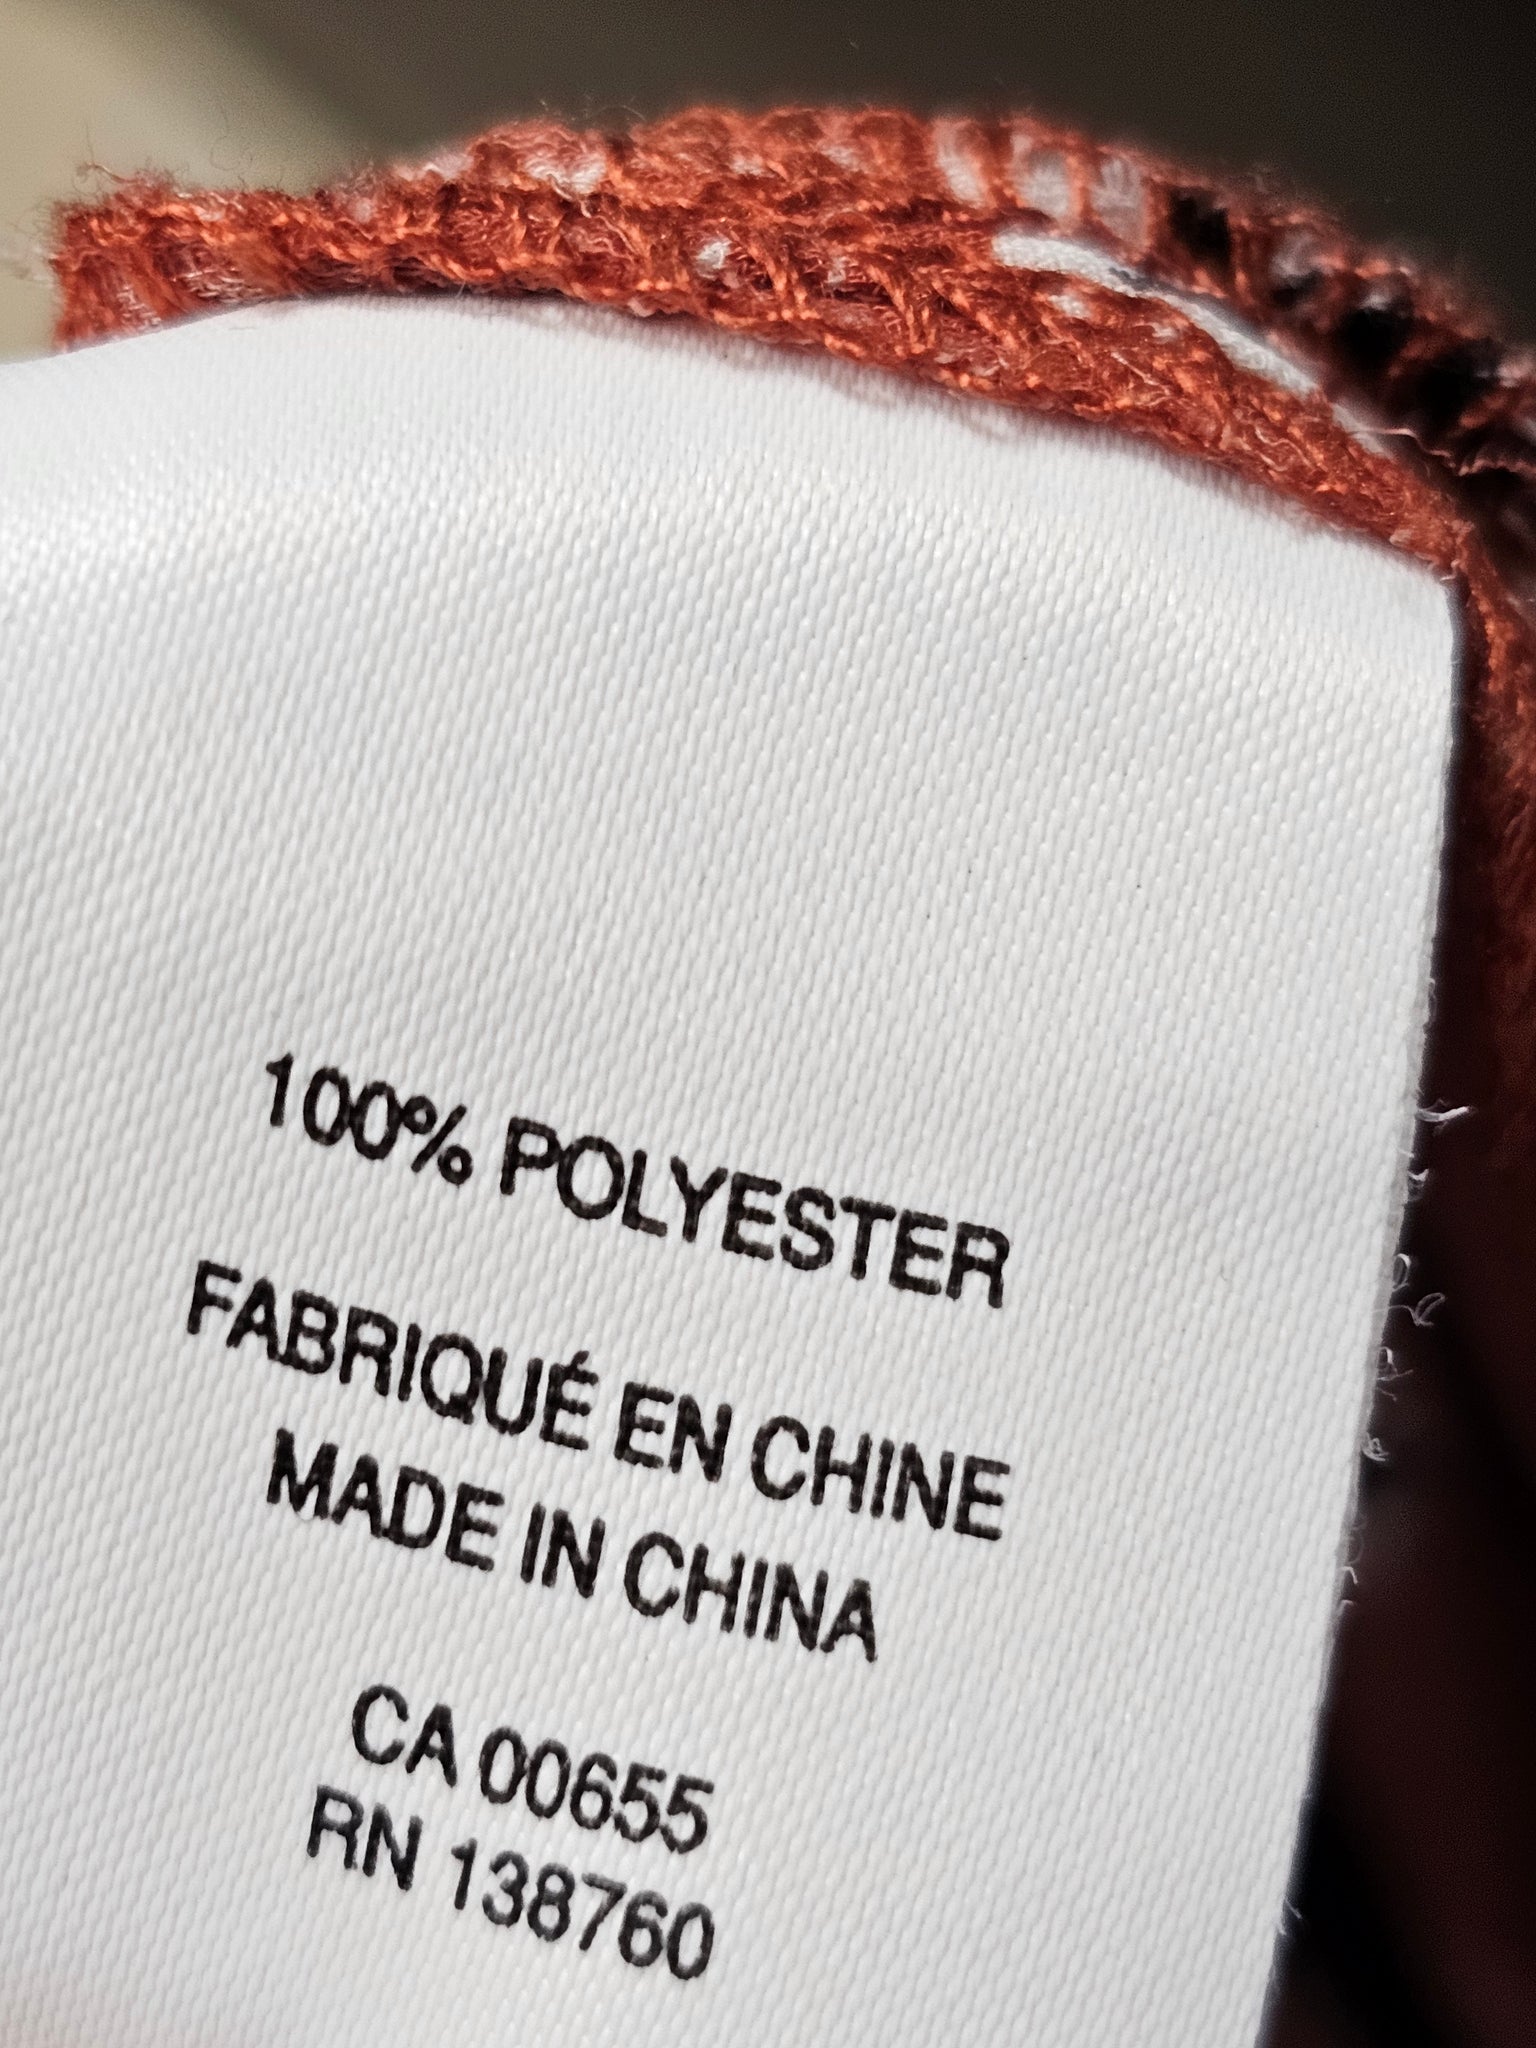 100% POLYESTER
FABRIQUÉ EN CHINE
MADE IN CHINA
CA 00655
RN 138760